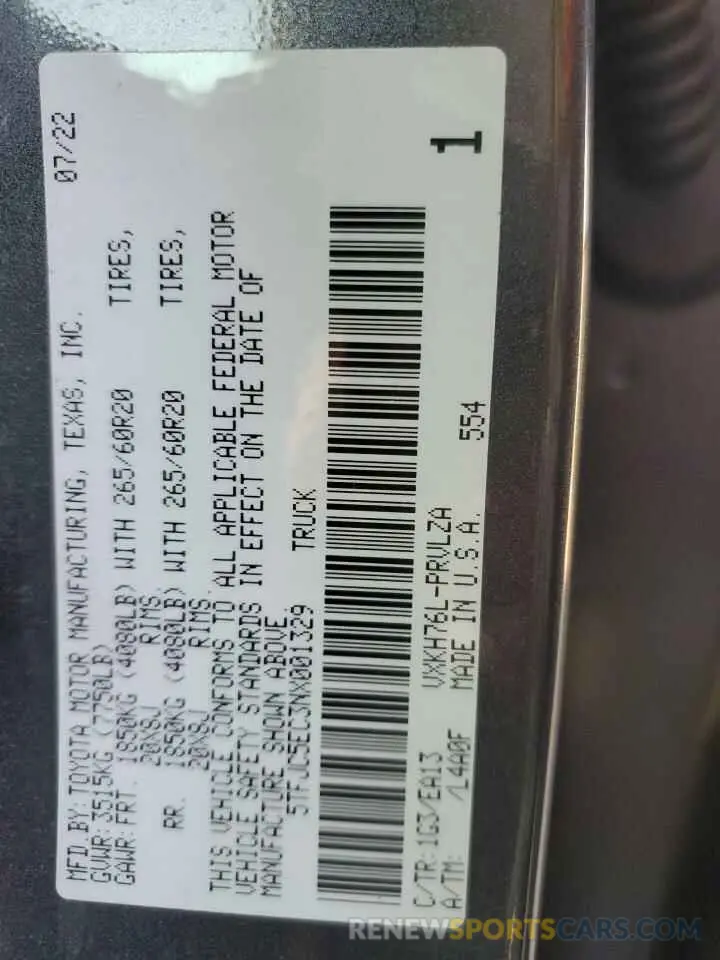 MFD.BY:TOYOTA MOTOR MANUFACTURING, TEXAS, INC. 07/22
GVWR:3515KG (7750LB)
GAWR:FRT. 1850KG (4080LB) WITH 265/60R20 TIRES,
20X8J RIMS.
RR. 1850KG (4080LB) WITH 265/60R20 TIRES,
20X8J RIMS.
THIS VEHICLE CONFORMS TO ALL APPLICABLE FEDERAL MOTOR
VEHICLE SAFETY STANDARDS IN EFFECT ON THE DATE OF
MANUFACTURE SHOWN ABOVE.
5TFJC5EC3NX001329 TRUCK
C/TR:1G3/EA13 VXKH76L-PRVLZA 1
A/TM: /L4A0F MADE IN U.S.A. 554
RENEWSPORTSCARS.COM